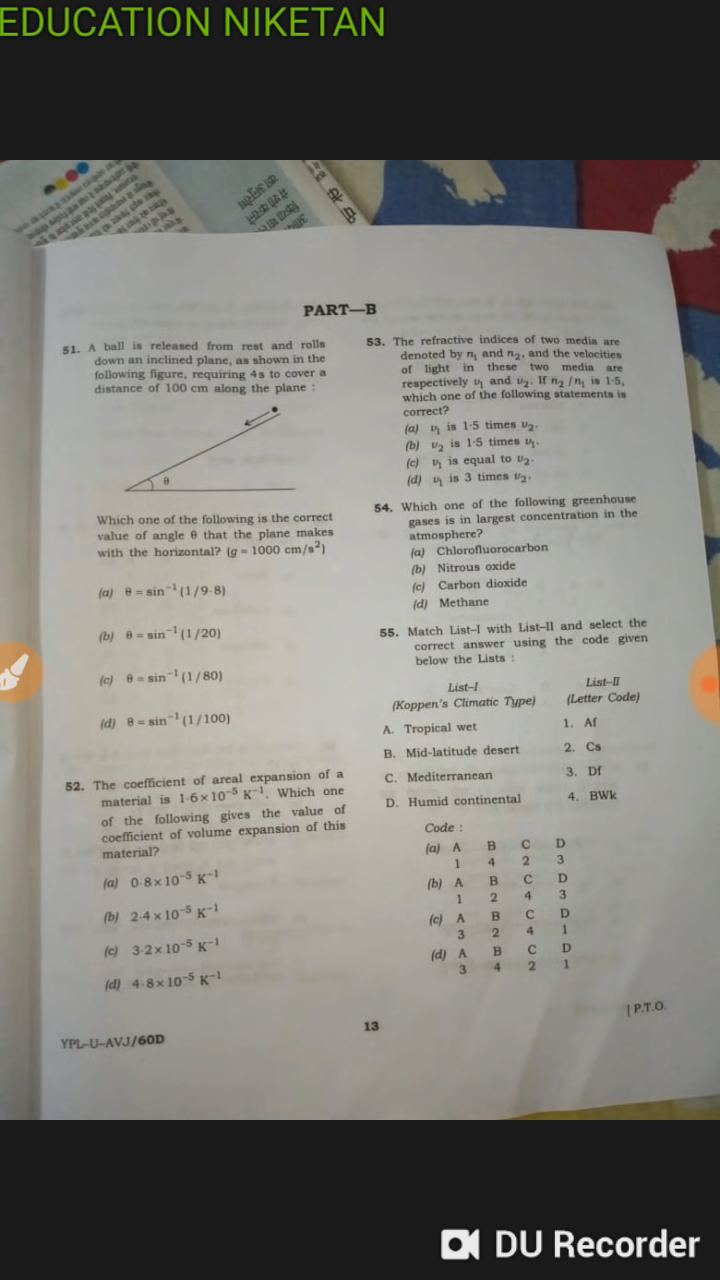 EDUCATION NIKETAN
PART—B
51. A ball is released from rest and rolls
down an inclined plane, as shown in the
following figure, requiring 4 s to cover a
distance of 100 cm along the plane :
θ
Which one of the following is the correct
value of angle θ that the plane makes
with the horizontal? (g = 1000 cm/s²)
(a) θ = sin⁻¹ (1/9·8)
(b) θ = sin⁻¹ (1/20)
(c) θ = sin⁻¹ (1/80)
(d) θ = sin⁻¹ (1/100)
52. The coefficient of areal expansion of a
material is 1·6 × 10⁻⁵ K⁻¹. Which one
of the following gives the value of
coefficient of volume expansion of this
material?
(a) 0·8 × 10⁻⁵ K⁻¹
(b) 2·4 × 10⁻⁵ K⁻¹
(c) 3·2 × 10⁻⁵ K⁻¹
(d) 4·8 × 10⁻⁵ K⁻¹
53. The refractive indices of two media are
denoted by n₁ and n₂, and the velocities
of light in these two media are
respectively v₁ and v₂. If n₂ / n₁ is 1·5,
which one of the following statements is
correct?
(a) v₁ is 1·5 times v₂.
(b) v₂ is 1·5 times v₁.
(c) v₁ is equal to v₂.
(d) v₁ is 3 times v₂.
54. Which one of the following greenhouse
gases is in largest concentration in the
atmosphere?
(a) Chlorofluorocarbon
(b) Nitrous oxide
(c) Carbon dioxide
(d) Methane
55. Match List–I with List–II and select the
correct answer using the code given
below the Lists :
List–I List–II
(Koppen's Climatic Type) (Letter Code)
A. Tropical wet 1. Af
B. Mid-latitude desert 2. Cs
C. Mediterranean 3. Df
D. Humid continental 4. BWk
Code :
(a) A B C D
1 4 2 3
(b) A B C D
1 2 4 3
(c) A B C D
3 2 4 1
(d) A B C D
3 4 2 1
YPL–U–AVJ/60D
13
[ P.T.O.
DU Recorder